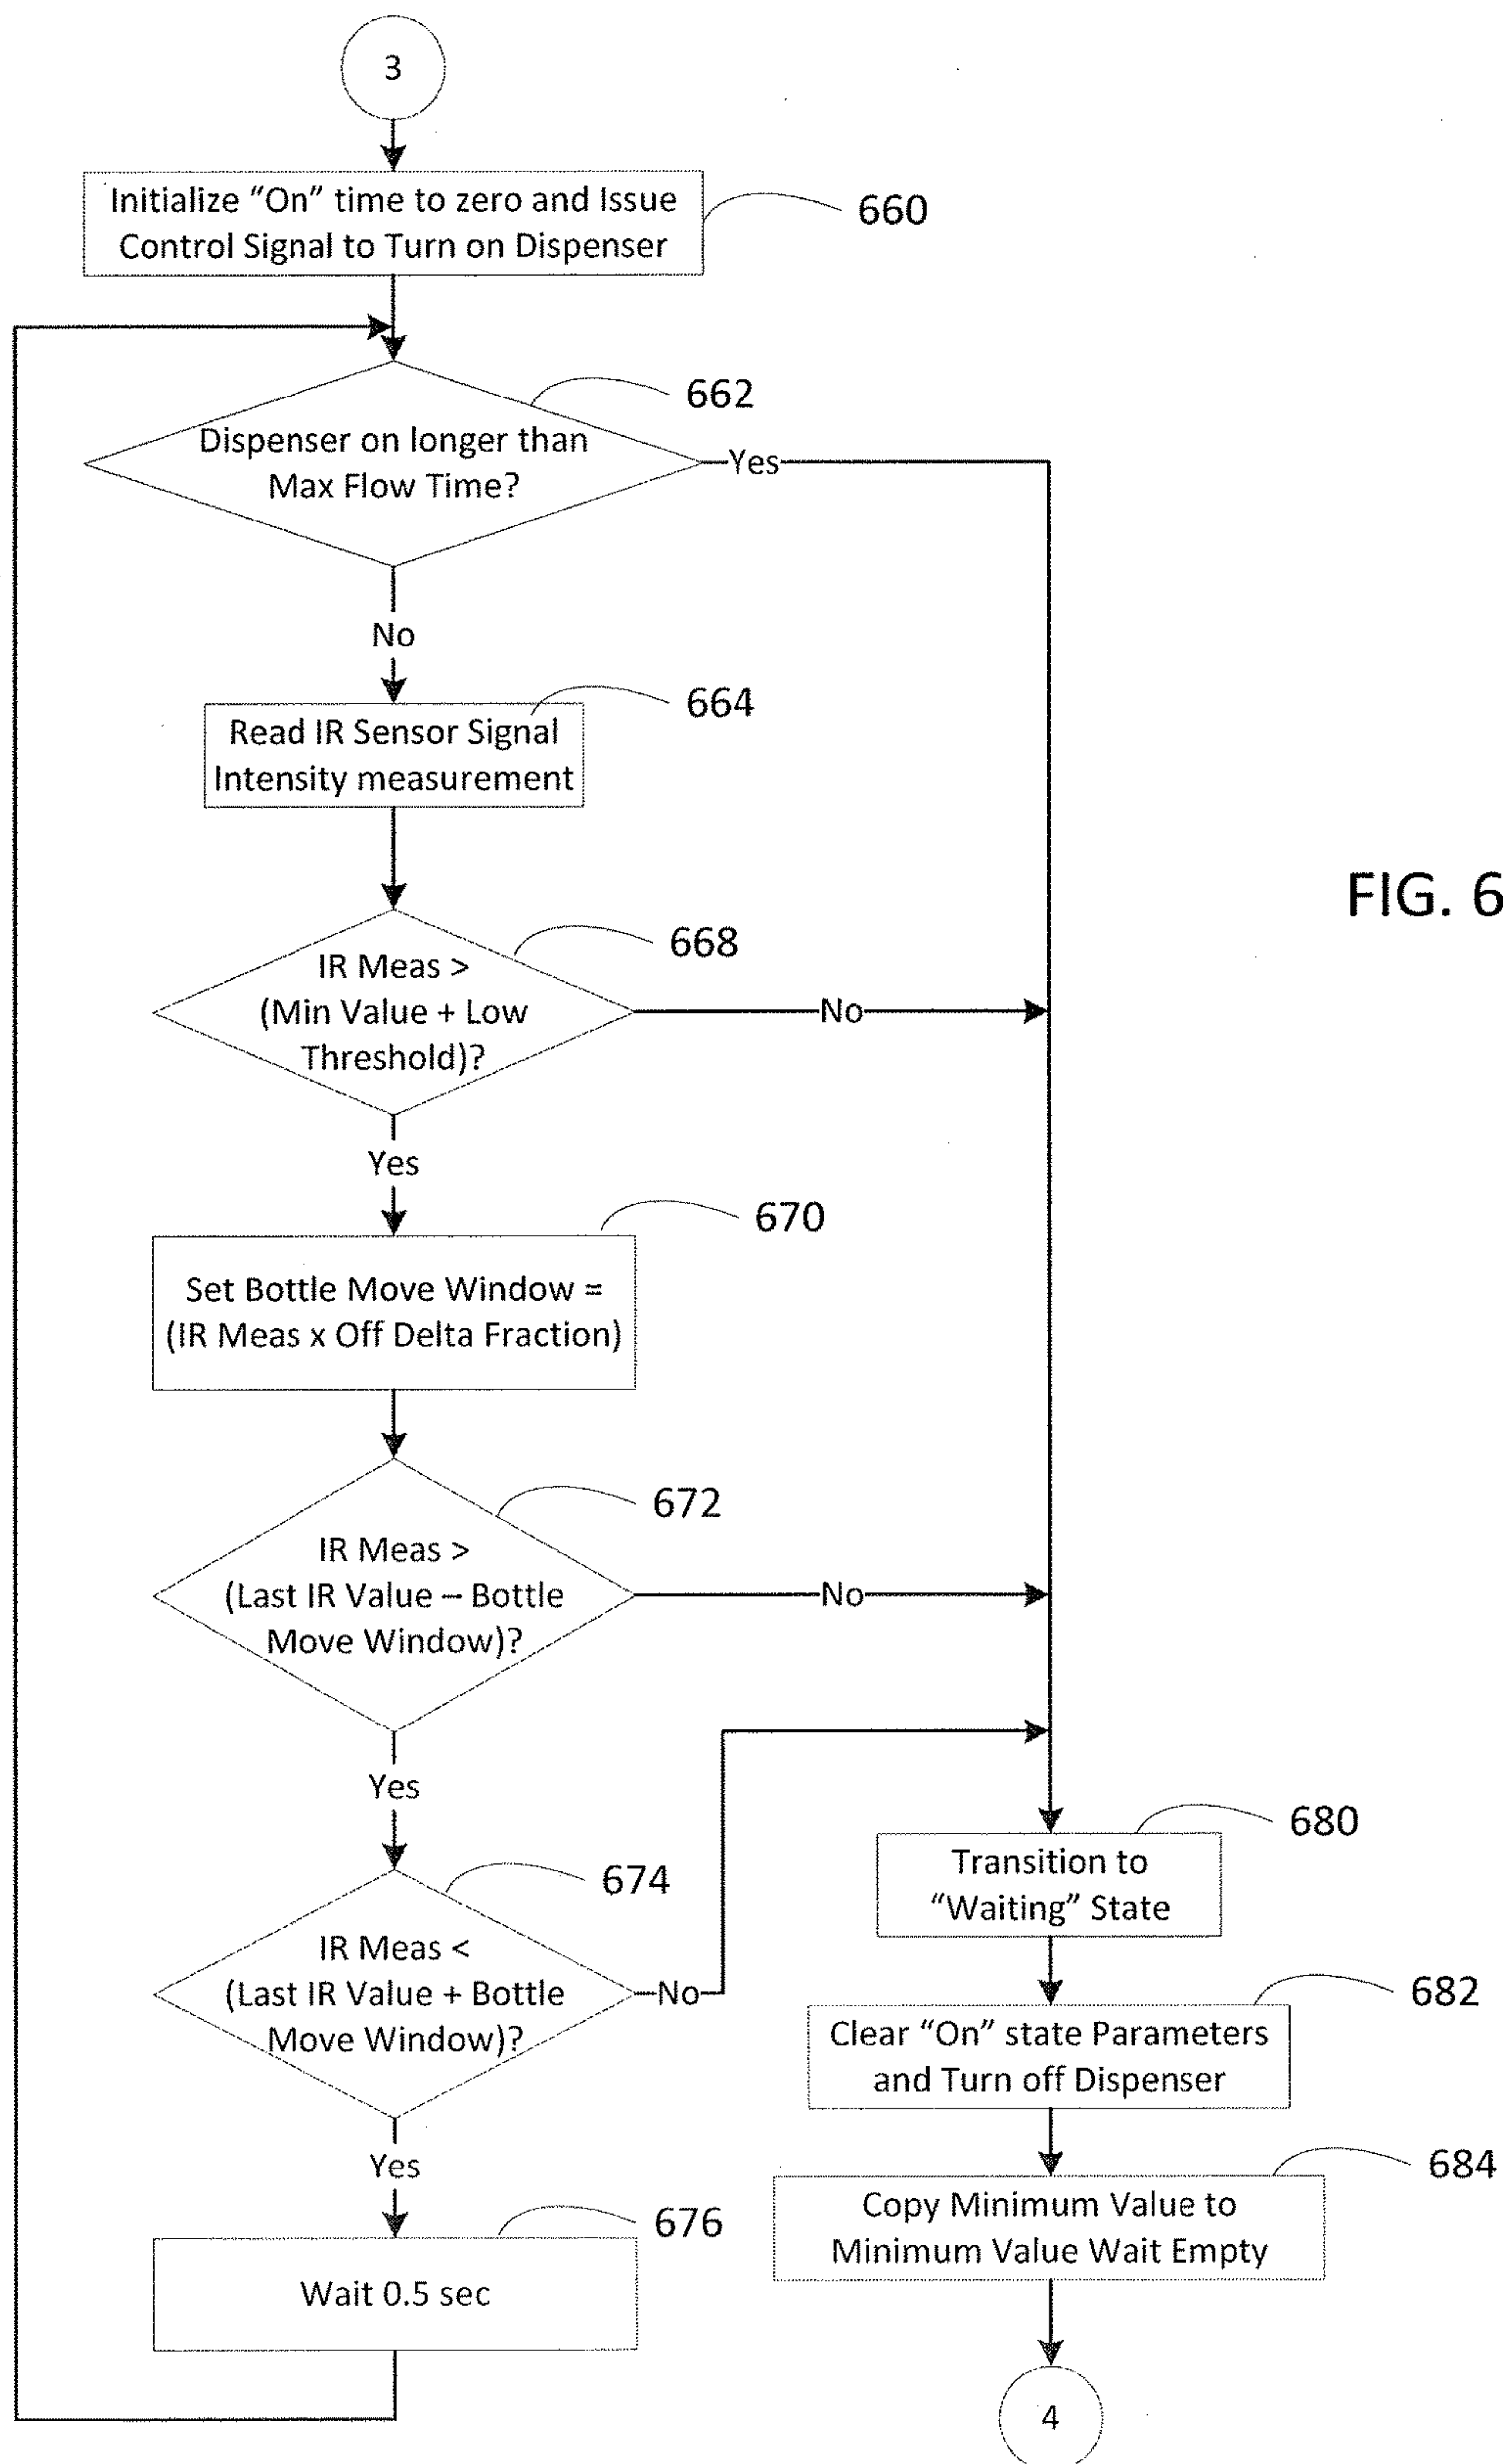 3
Initialize “On” time to zero and Issue
Control Signal to Turn on Dispenser
660
662
Dispenser on longer than
Max Flow Time?
Yes
No
664
Read IR Sensor Signal
Intensity measurement
FIG. 6
668
IR Meas >
(Min Value + Low
Threshold)?
No
Yes
670
Set Bottle Move Window =
(IR Meas x Off Delta Fraction)
672
IR Meas >
(Last IR Value – Bottle
Move Window)?
No
Yes
674
IR Meas <
(Last IR Value + Bottle
Move Window)?
No
Yes
676
Wait 0.5 sec
680
Transition to
“Waiting” State
682
Clear “On” state Parameters
and Turn off Dispenser
684
Copy Minimum Value to
Minimum Value Wait Empty
4